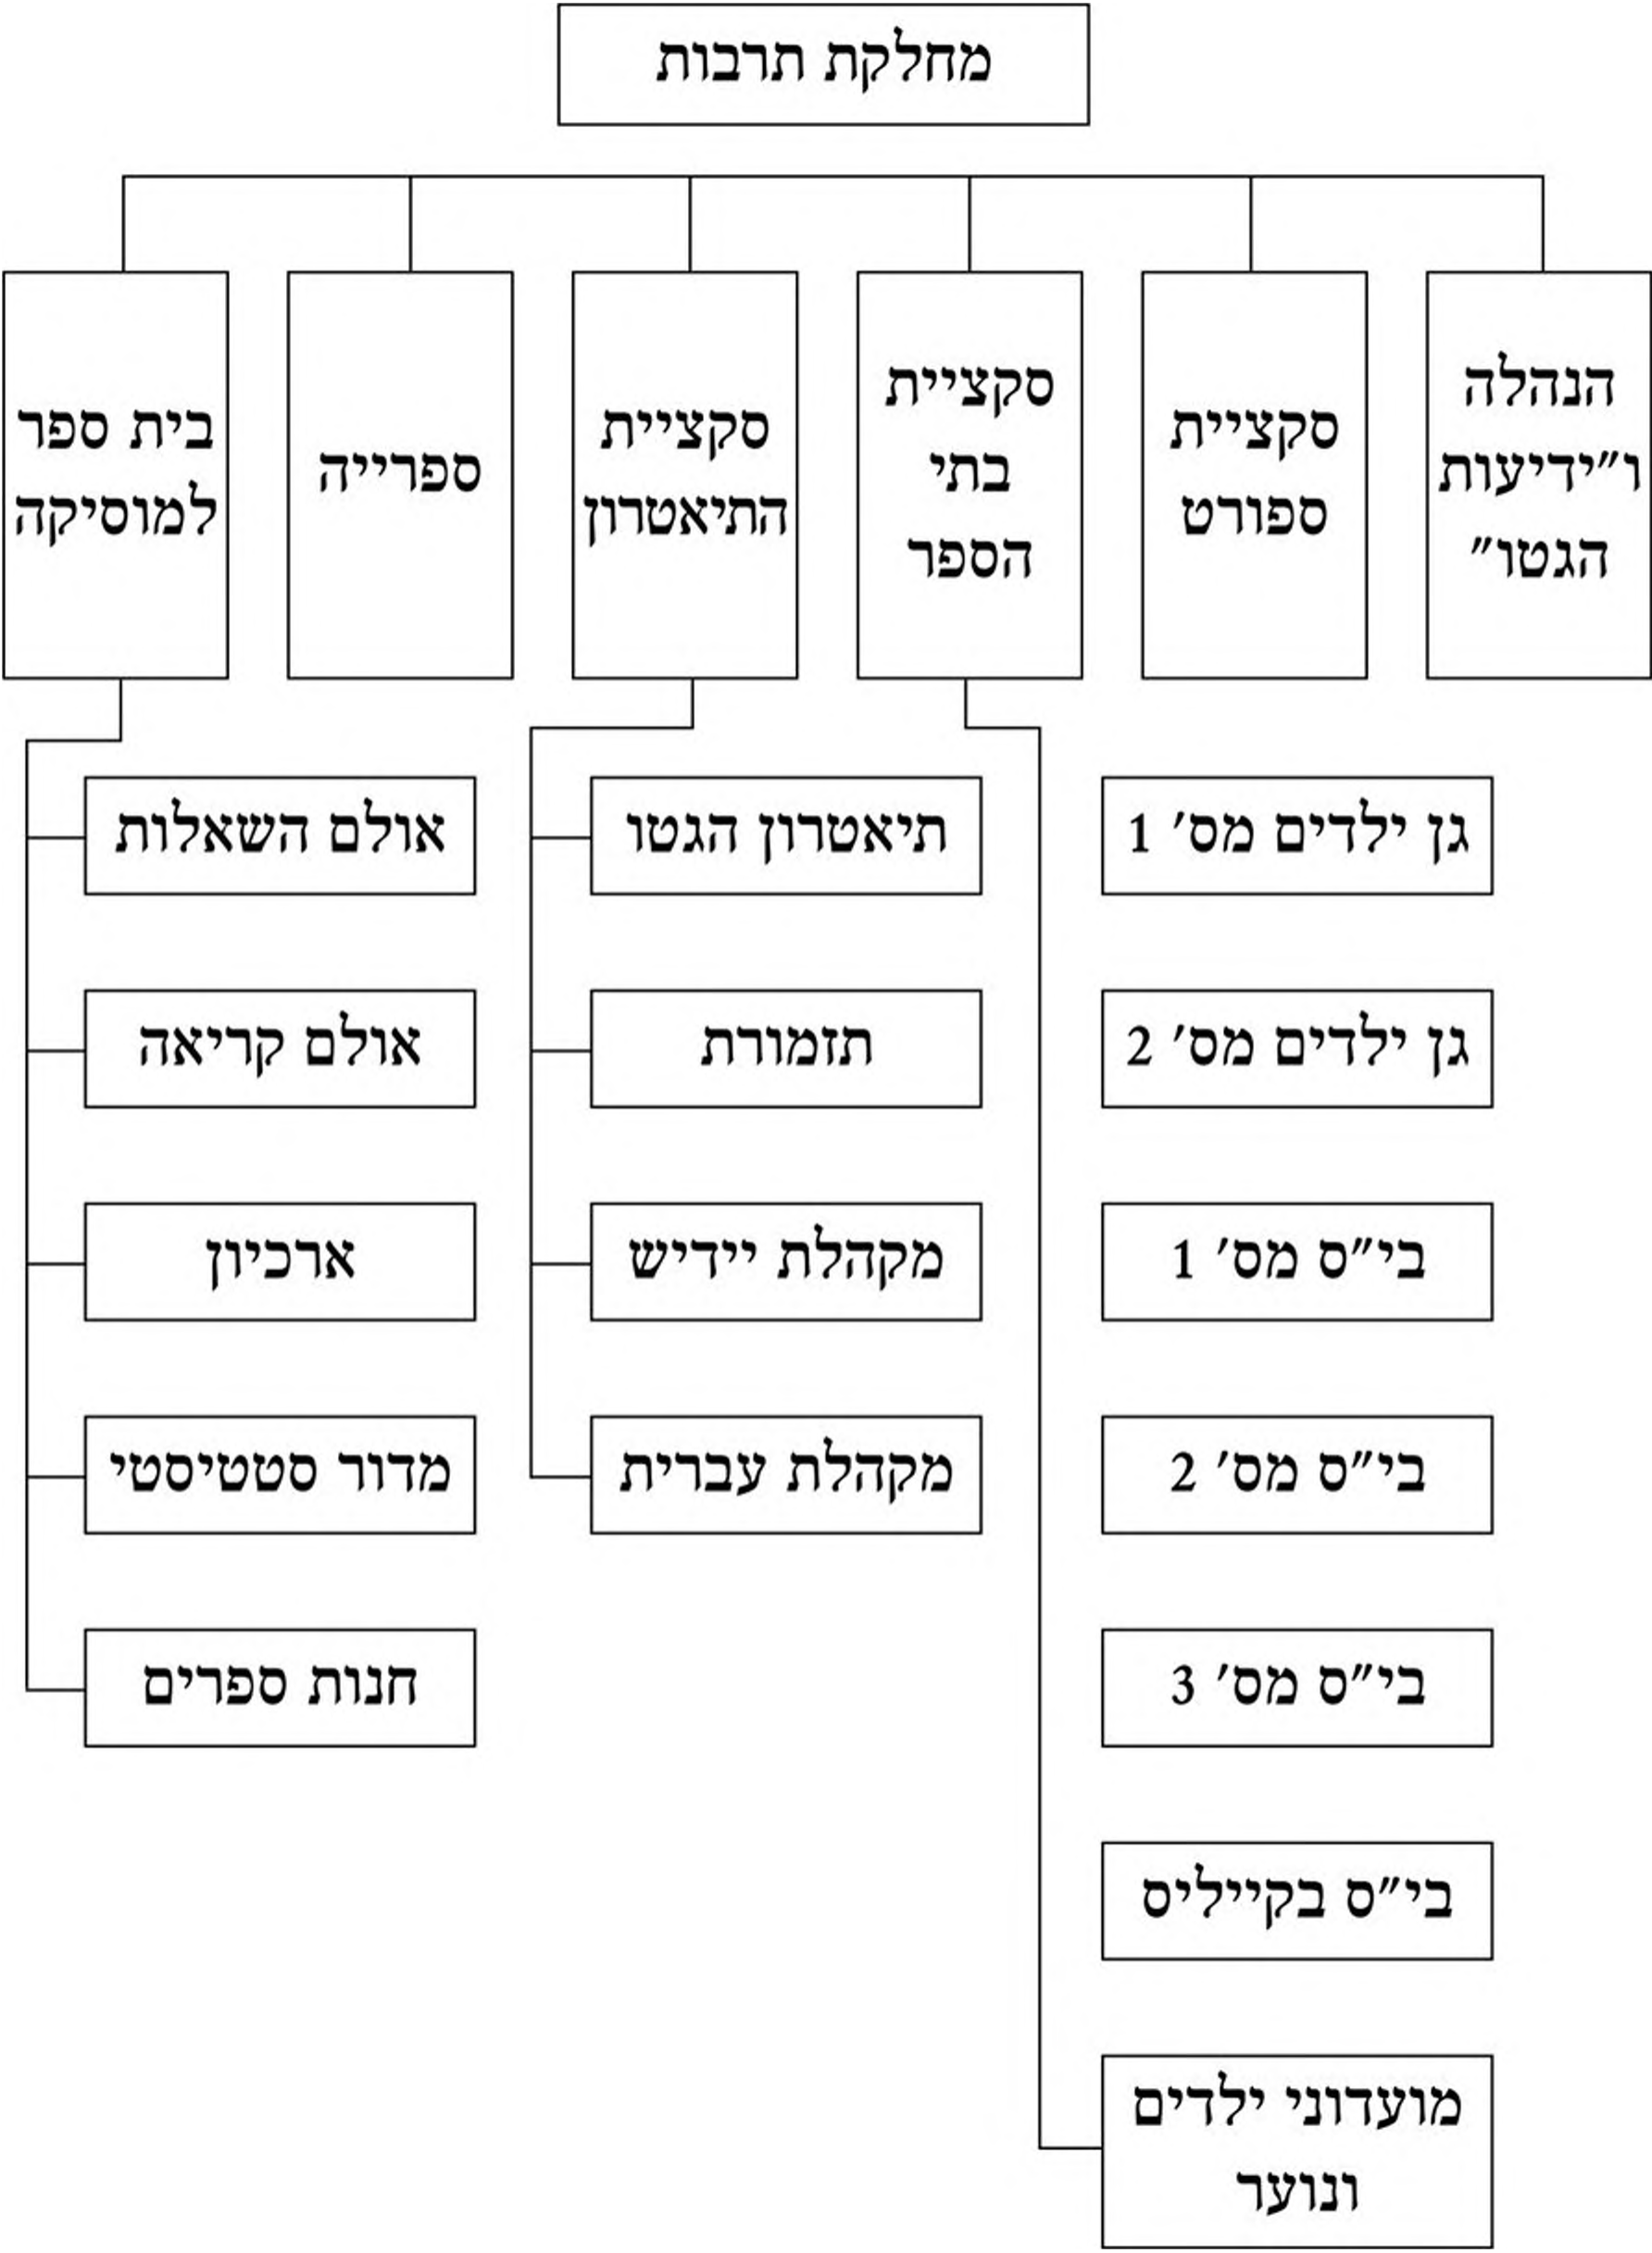 מחלקת תרבות
הנהלה
ו״ידיעות
הגטו״
סקציית
ספורט
סקציית
בתי
הספר
סקציית
התיאטרון
ספרייה
בית ספר
למוסיקה
גן ילדים מס׳ 1
גן ילדים מס׳ 2
בי״ס מס׳ 1
בי״ס מס׳ 2
בי״ס מס׳ 3
בי״ס בקייליס
מועדוני ילדים
ונוער
תיאטרון הגטו
תזמורת
מקהלת יידיש
מקהלת עברית
אולם השאלות
אולם קריאה
ארכיון
מדור סטטיסטי
חנות ספרים